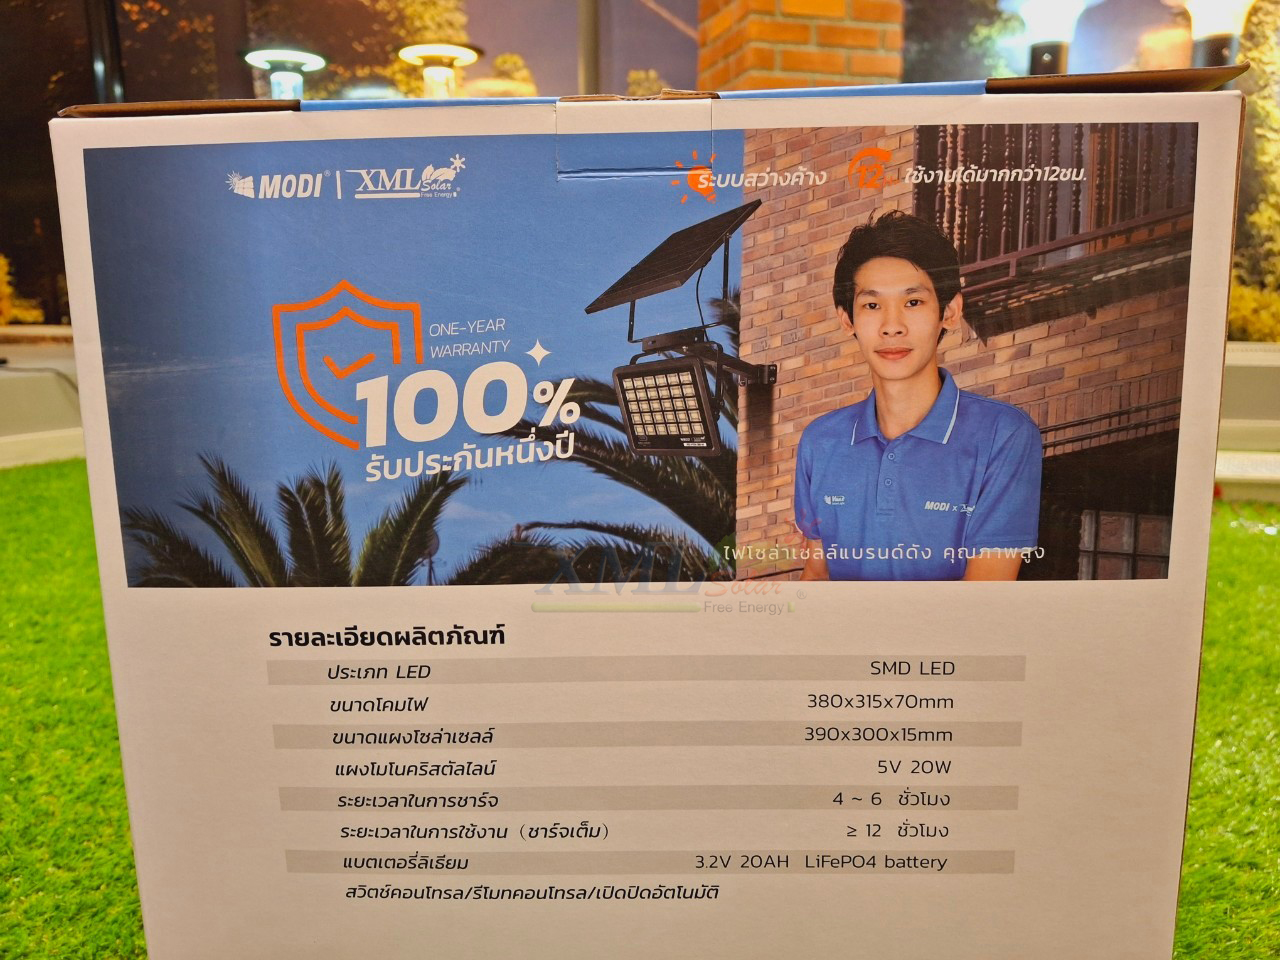 MODI® | XML Solar ®
Free Energy
ระบบสว่างค้าง 12 ใช้งานได้มากกว่า12ชม.
ONE-YEAR
WARRANTY
100%
รับประกันหนึ่งปี
MODI x XML
ไฟโซล่าเซลล์แบรนด์ดัง คุณภาพสูง
XML Solar ®
Free Energy
รายละเอียดผลิตภัณฑ์
ประเภท LED SMD LED
ขนาดโคมไฟ 380x315x70mm
ขนาดแผงโซล่าเซลล์ 390x300x15mm
แผงโมโนคริสตัลไลน์ 5V 20W
ระยะเวลาในการชาร์จ 4 ~ 6 ชั่วโมง
ระยะเวลาในการใช้งาน (ชาร์จเต็ม) ≥ 12 ชั่วโมง
แบตเตอรี่ลิเธียม 3.2V 20AH LiFePO4 battery
สวิตช์คอนโทรล/รีโมทคอนโทรล/เปิดปิดอัตโนมัติ